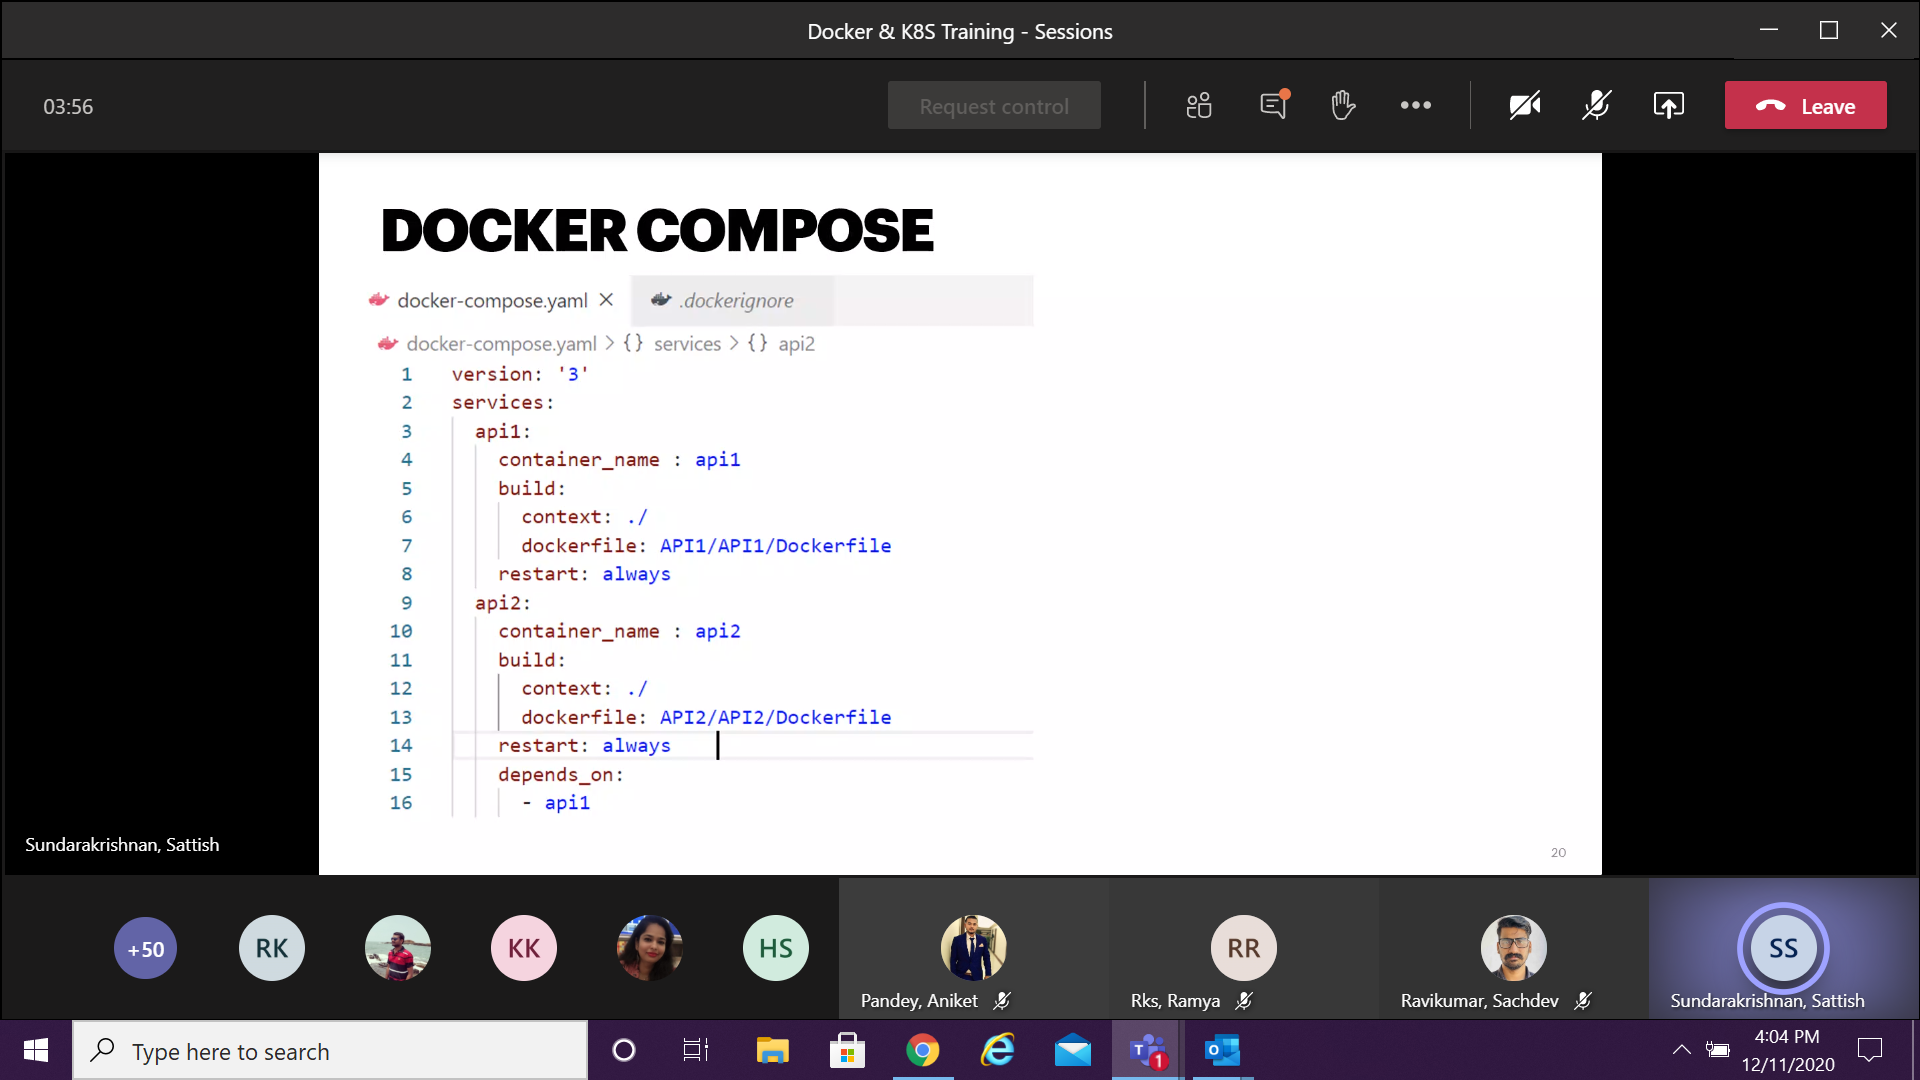 Docker & K8S Training - Sessions
03:56
Request control
Leave
DOCKER COMPOSE
docker-compose.yaml
.dockerignore
docker-compose.yaml > {} services > {} api2
1 version: '3'
2 services:
3 api1:
4 container_name : api1
5 build:
6 context: ./
7 dockerfile: API1/API1/Dockerfile
8 restart: always
9 api2:
10 container_name : api2
11 build:
12 context: ./
13 dockerfile: API2/API2/Dockerfile
14 restart: always
15 depends_on:
16 - api1
Sundarakrishnan, Sattish
20
+50
RK
KK
HS
RR
SS
Pandey, Aniket
Rks, Ramya
Ravikumar, Sachdev
Sundarakrishnan, Sattish
Type here to search
T
1
O
4:04 PM
12/11/2020